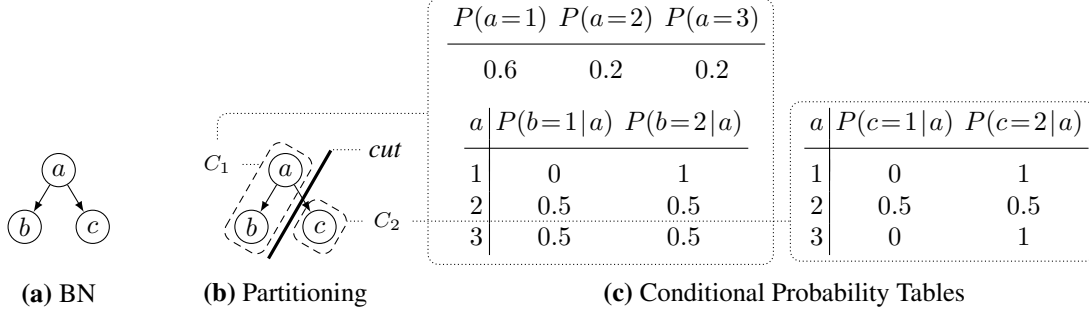 P(a=1) P(a=2) P(a=3)
0.6 0.2 0.2
a P(b=1|a) P(b=2|a)
1 0 1
2 0.5 0.5
3 0.5 0.5
a P(c=1|a) P(c=2|a)
1 0 1
2 0.5 0.5
3 0 1
a
b c
C₁ a cut
b c C₂
(a) BN
(b) Partitioning
(c) Conditional Probability Tables